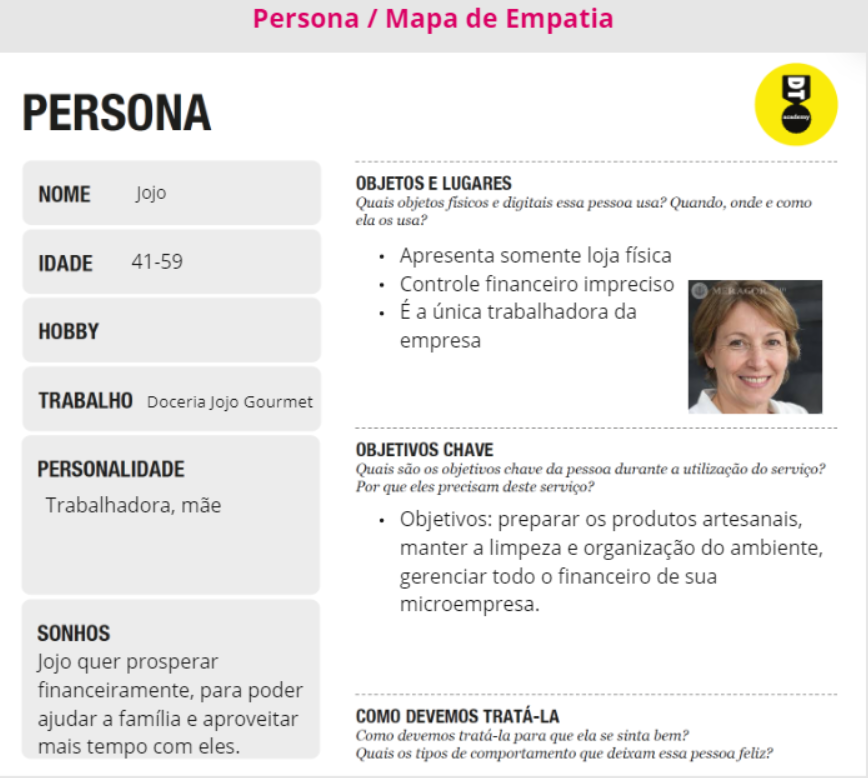 Persona / Mapa de Empatia
PERSONA
DT
academy
NOME Jojo
IDADE 41-59
HOBBY
TRABALHO Doceria Jojo Gourmet
PERSONALIDADE
Trabalhadora, mãe
SONHOS
Jojo quer prosperar
financeiramente, para poder
ajudar a família e aproveitar
mais tempo com eles.
OBJETOS E LUGARES
Quais objetos físicos e digitais essa pessoa usa? Quando, onde e como
ela os usa?
• Apresenta somente loja física
• Controle financeiro impreciso
• É a única trabalhadora da
empresa
OBJETIVOS CHAVE
Quais são os objetivos chave da pessoa durante a utilização do serviço?
Por que eles precisam deste serviço?
• Objetivos: preparar os produtos artesanais,
manter a limpeza e organização do ambiente,
gerenciar todo o financeiro de sua
microempresa.
COMO DEVEMOS TRATÁ-LA
Como devemos tratá-la para que ela se sinta bem?
Quais os tipos de comportamento que deixam essa pessoa feliz?